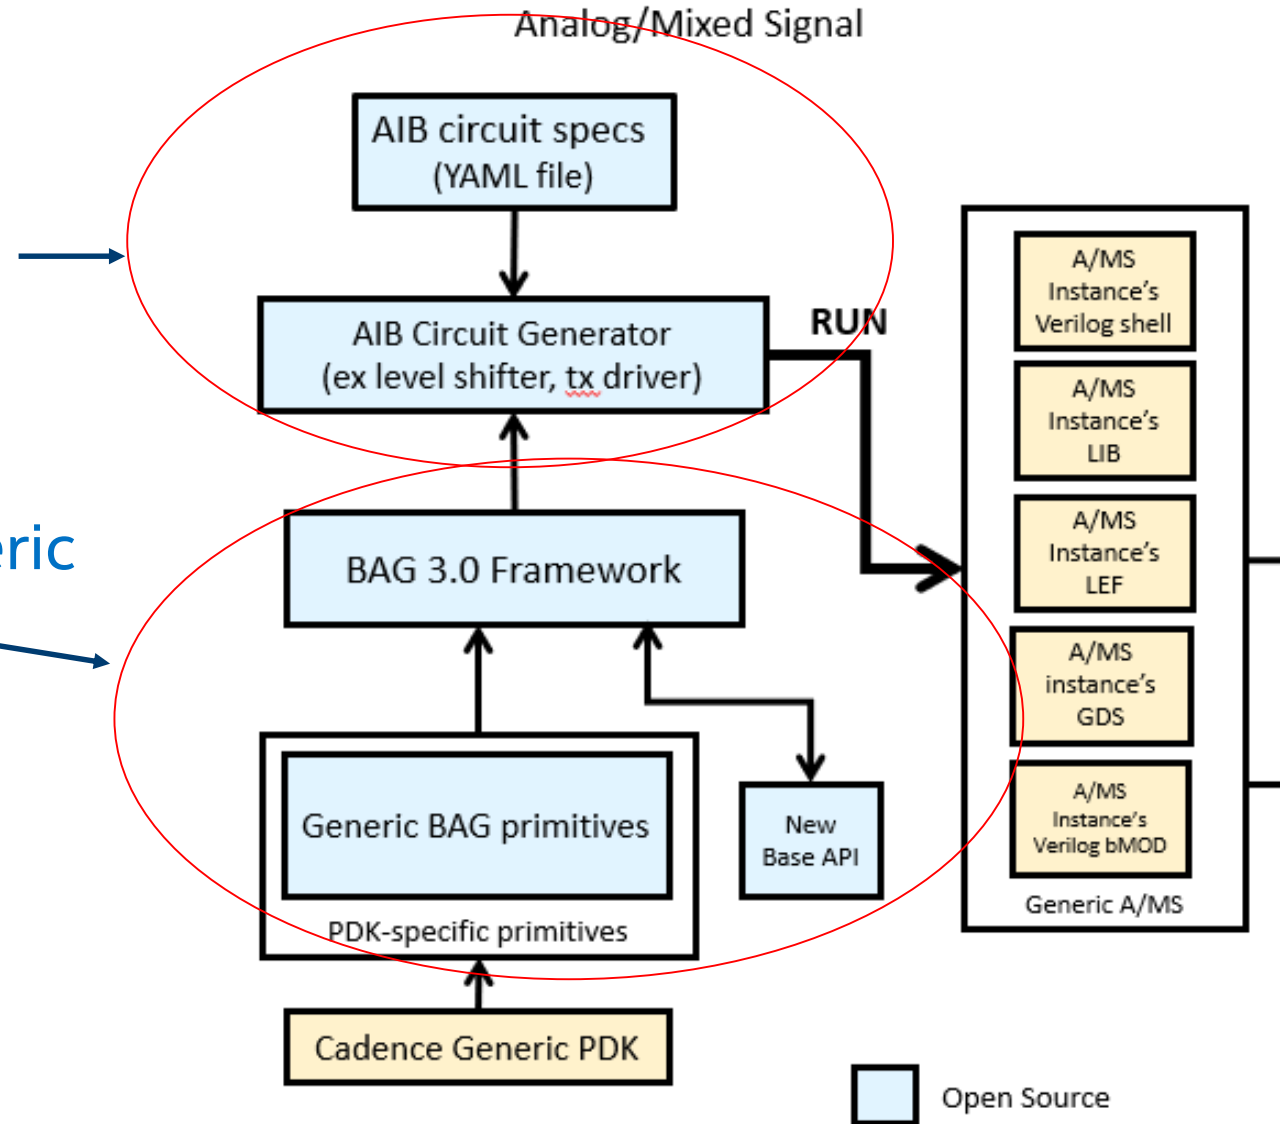 Analog/Mixed Signal
AIB circuit specs
(YAML file)
AIB Circuit Generator
(ex level shifter, tx driver)
RUN
eric
BAG 3.0 Framework
Generic BAG primitives
PDK-specific primitives
New
Base API
Cadence Generic PDK
A/MS
Instance’s
Verilog shell
A/MS
Instance’s
LIB
A/MS
Instance’s
LEF
A/MS
instance’s
GDS
A/MS
Instance’s
Verilog bMOD
Generic A/MS
Open Source